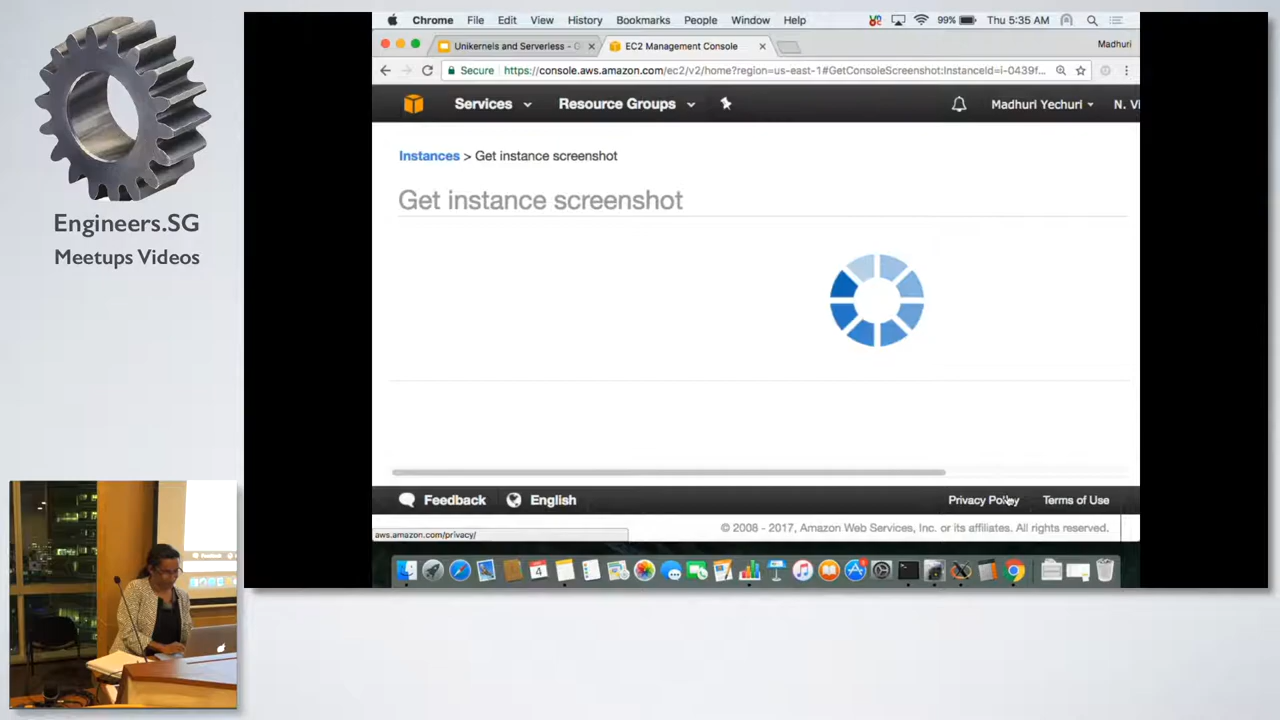 Engineers.SG
Meetups Videos
Chrome File Edit View History Bookmarks People Window Help 99% Thu 5:35 AM
Unikernels and Serverless - G
EC2 Management Console
Madhuri
Secure https://console.aws.amazon.com/ec2/v2/home?region=us-east-1#GetConsoleScreenshot:InstanceId=i-0439f...
Services Resource Groups Madhuri Yechuri N. Vi
Instances > Get instance screenshot
Get instance screenshot
Feedback English Privacy Policy Terms of Use
© 2008 - 2017, Amazon Web Services, Inc. or its affiliates. All rights reserved.
aws.amazon.com/privacy/
4